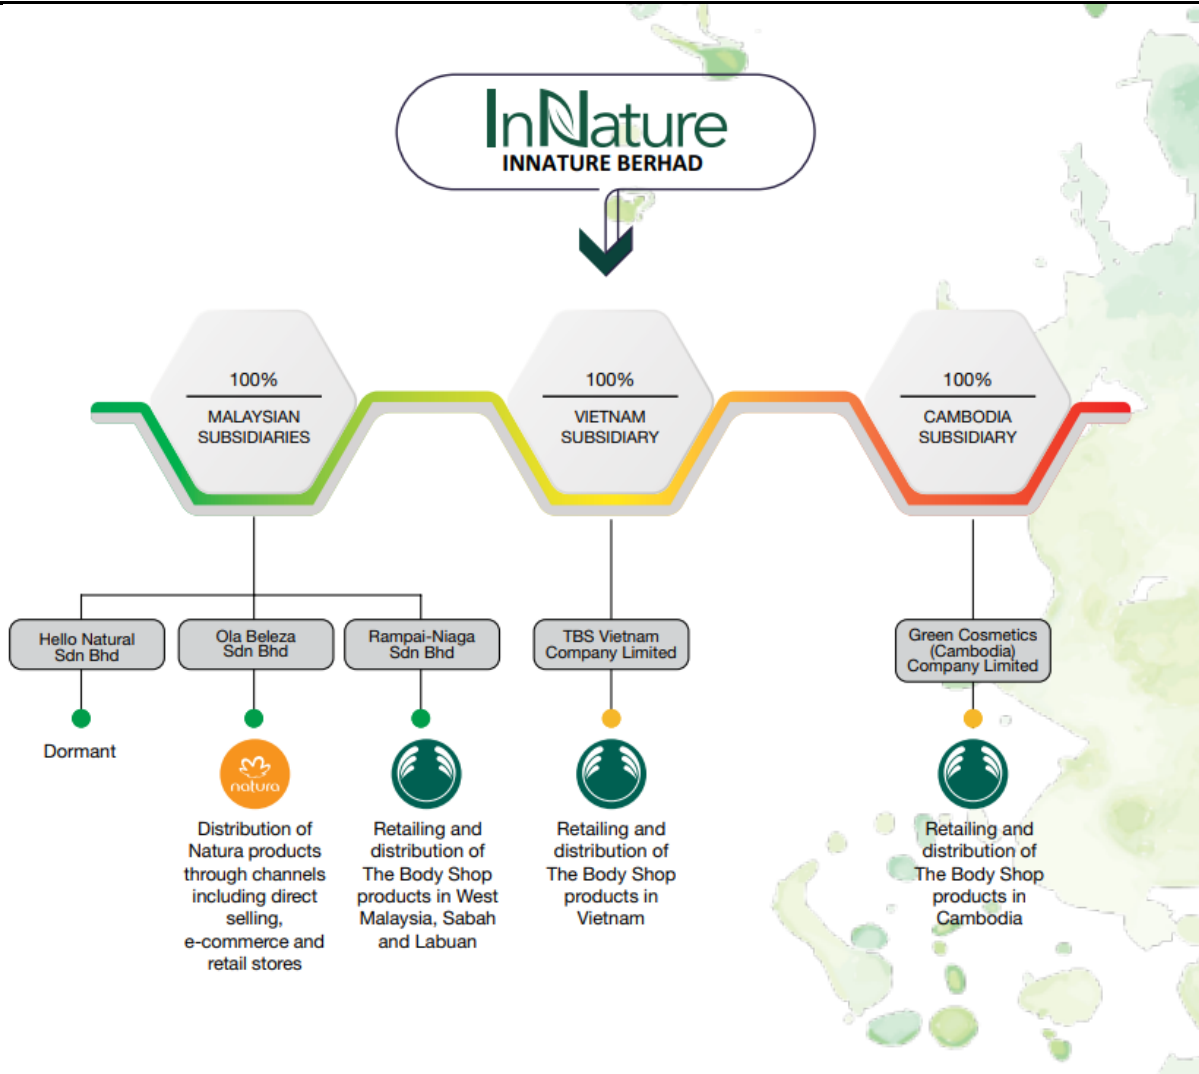 InNature
INNATURE BERHAD
100%
MALAYSIAN
SUBSIDIARIES
100%
VIETNAM
SUBSIDIARY
100%
CAMBODIA
SUBSIDIARY
Hello Natural
Sdn Bhd
Dormant
Ola Beleza
Sdn Bhd
natura
Distribution of
Natura products
through channels
including direct
selling,
e-commerce and
retail stores
Rampai-Niaga
Sdn Bhd
Retailing and
distribution of
The Body Shop
products in West
Malaysia, Sabah
and Labuan
TBS Vietnam
Company Limited
Retailing and
distribution of
The Body Shop
products in
Vietnam
Green Cosmetics
(Cambodia)
Company Limited
Retailing and
distribution of
The Body Shop
products in
Cambodia